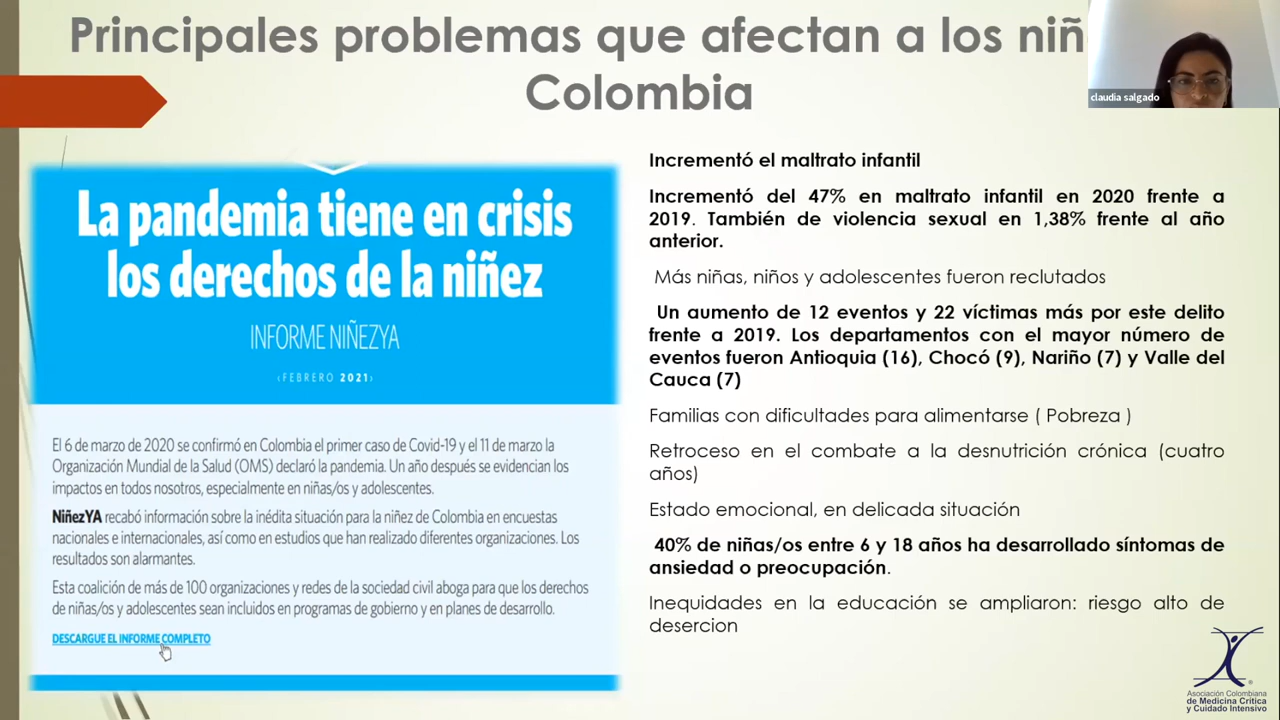 Principales problemas que afectan a los
Colombia
claudia salgado
La pandemia tiene en crisis
los derechos de la niñez
INFORME NIÑEZYA
‹FEBRERO 2021›
El 6 de marzo de 2020 se confirmó en Colombia el primer caso de Covid-19 y el 11 de marzo la
Organización Mundial de la Salud (OMS) declaró la pandemia. Un año después se evidencian los
impactos en todos nosotros, especialmente en niñas/os y adolescentes.
NiñezYA recabó información sobre la inédita situación para la niñez de Colombia en encuestas
nacionales e internacionales, así como en estudios que han realizado diferentes organizaciones. Los
resultados son alarmantes.
Esta coalición de más de 100 organizaciones y redes de la sociedad civil aboga para que los derechos
de niñas/os y adolescentes sean incluidos en programas de gobierno y en planes de desarrollo.
DESCARGUE EL INFORME COMPLETO
Incrementó el maltrato infantil
Incrementó del 47% en maltrato infantil en 2020 frente a
2019. También de violencia sexual en 1,38% frente al año
anterior.
Más niñas, niños y adolescentes fueron reclutados
Un aumento de 12 eventos y 22 víctimas más por este delito
frente a 2019. Los departamentos con el mayor número de
eventos fueron Antioquia (16), Chocó (9), Nariño (7) y Valle del
Cauca (7)
Familias con dificultades para alimentarse ( Pobreza )
Retroceso en el combate a la desnutrición crónica (cuatro
años)
Estado emocional, en delicada situación
40% de niñas/os entre 6 y 18 años ha desarrollado síntomas de
ansiedad o preocupación.
Inequidades en la educación se ampliaron: riesgo alto de
desercion
Asociación Colombiana
de Medicina Crítica
y Cuidado Intensivo